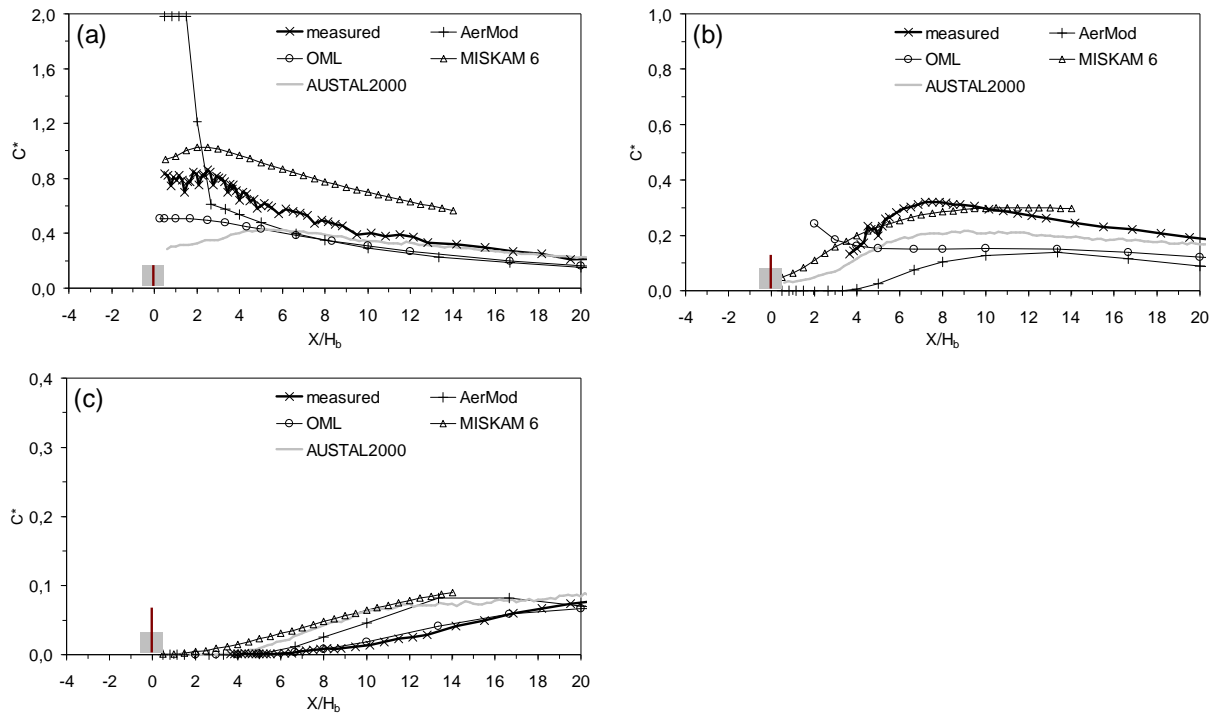 (a)
measured
AerMod
OML
MISKAM 6
AUSTAL2000
2,0
1,6
1,2
0,8
0,4
0,0
C*
-4 -2 0 2 4 6 8 10 12 14 16 18 20
X/Hb
(b)
measured
AerMod
OML
MISKAM 6
AUSTAL2000
1,0
0,8
0,6
0,4
0,2
0,0
C*
-4 -2 0 2 4 6 8 10 12 14 16 18 20
X/Hb
(c)
measured
AerMod
OML
MISKAM 6
AUSTAL2000
0,4
0,3
0,2
0,1
0,0
C*
-4 -2 0 2 4 6 8 10 12 14 16 18 20
X/Hb